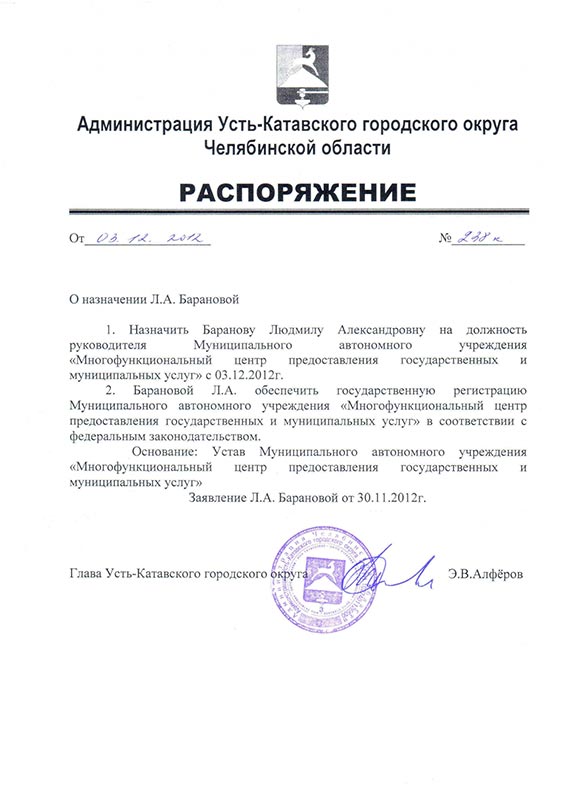 Администрация Усть-Катавского городского округа
Челябинской области
РАСПОРЯЖЕНИЕ
От 03. 12. 2012 № 238 к
О назначении Л.А. Барановой
1. Назначить Баранову Людмилу Александровну на должность
руководителя Муниципального автономного учреждения
«Многофункциональный центр предоставления государственных и
муниципальных услуг» с 03.12.2012г.
2. Барановой Л.А. обеспечить государственную регистрацию
Муниципального автономного учреждения «Многофункциональный центр
предоставления государственных и муниципальных услуг» в соответствии с
федеральным законодательством.
Основание: Устав Муниципального автономного учреждения
«Многофункциональный центр предоставления государственных и
муниципальных услуг»
Заявление Л.А. Барановой от 30.11.2012г.
Глава Усть-Катавского городского округа Э.В.Алфёров